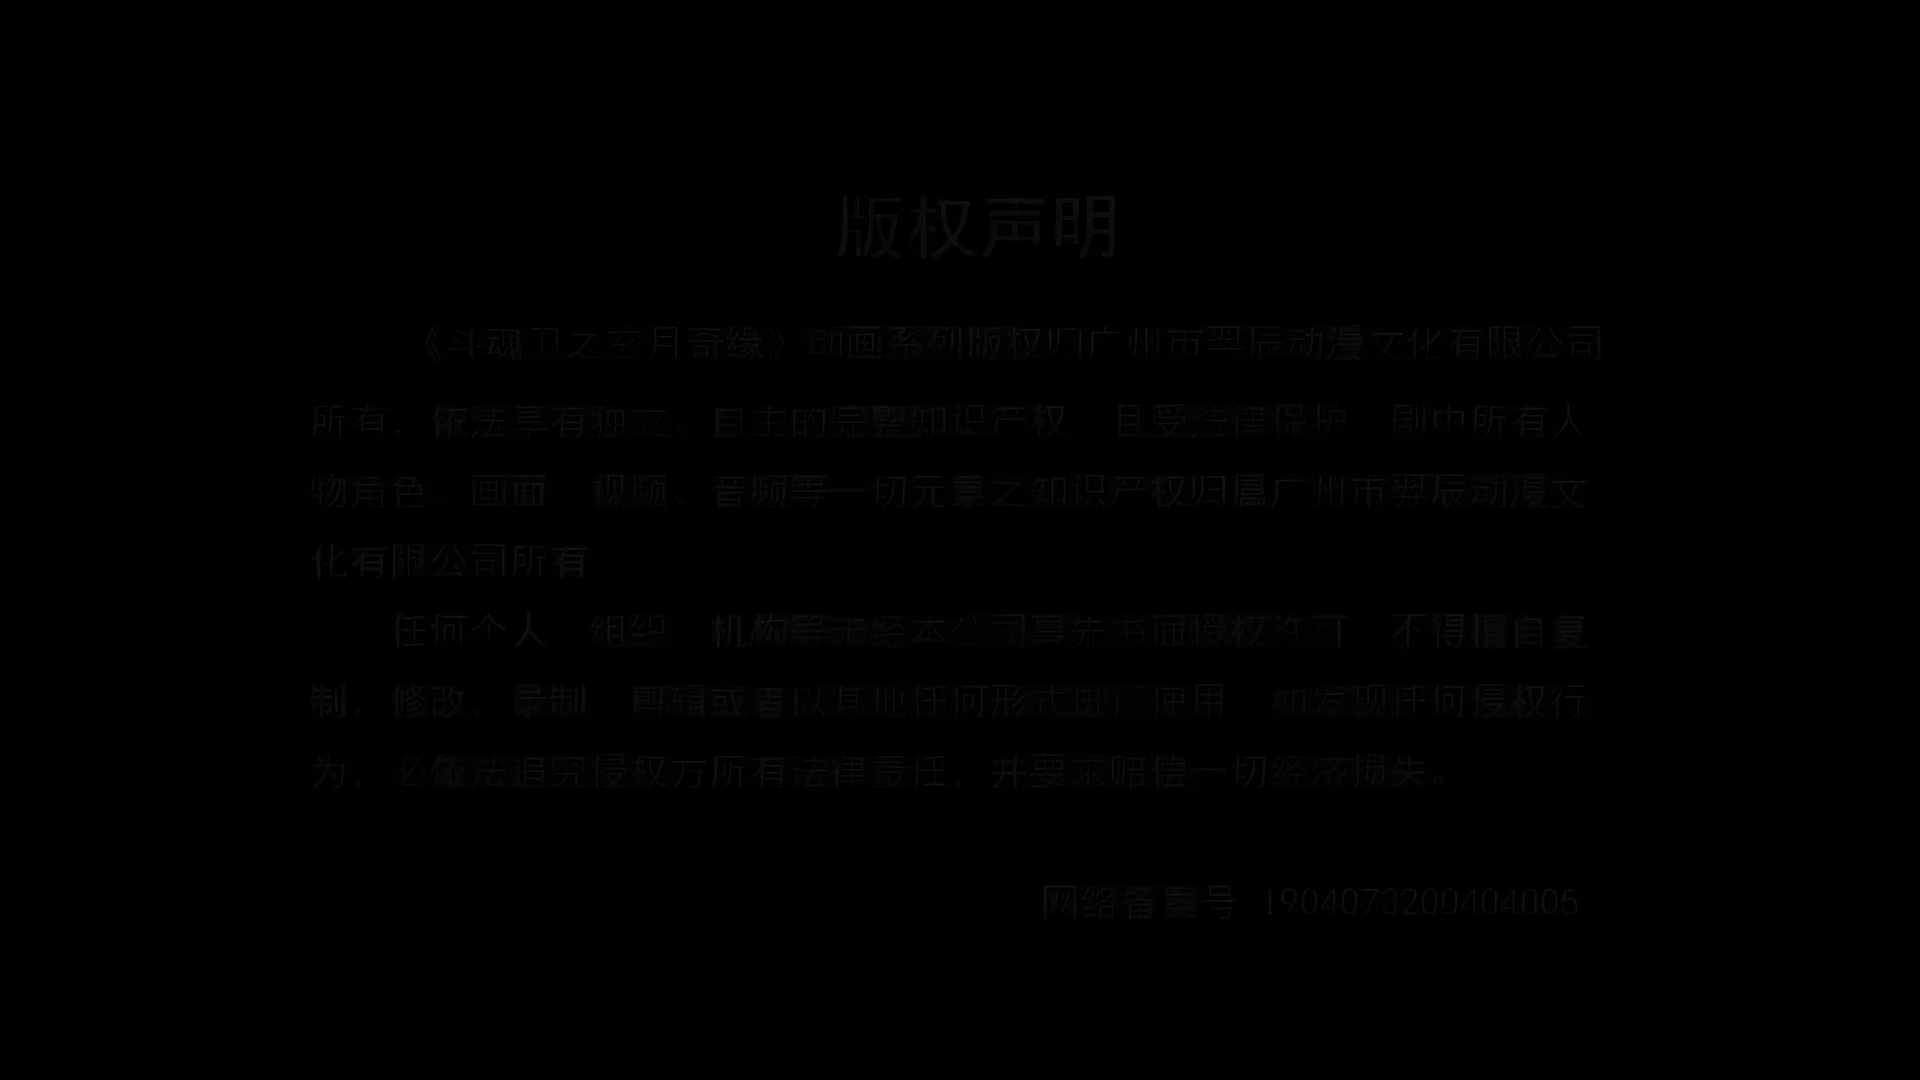 版权声明
《斗魂卫之玄月奇缘》动画系列版权归广州市羿辰动漫文化有限公司
所有，依法享有独立、自主的完整知识产权，且受法律保护。剧中所有人
物角色、画面、视频、音频等一切元素之知识产权归属广州市羿辰动漫文
化有限公司所有。
任何个人、组织、机构等未经本公司事先书面授权许可，不得擅自复
制、修改、录制、剪辑或者以其他任何形式进行使用。如发现任何侵权行
为，必依法追究侵权方所有法律责任，并要求赔偿一切经济损失。
网络备案号 1904073200404005